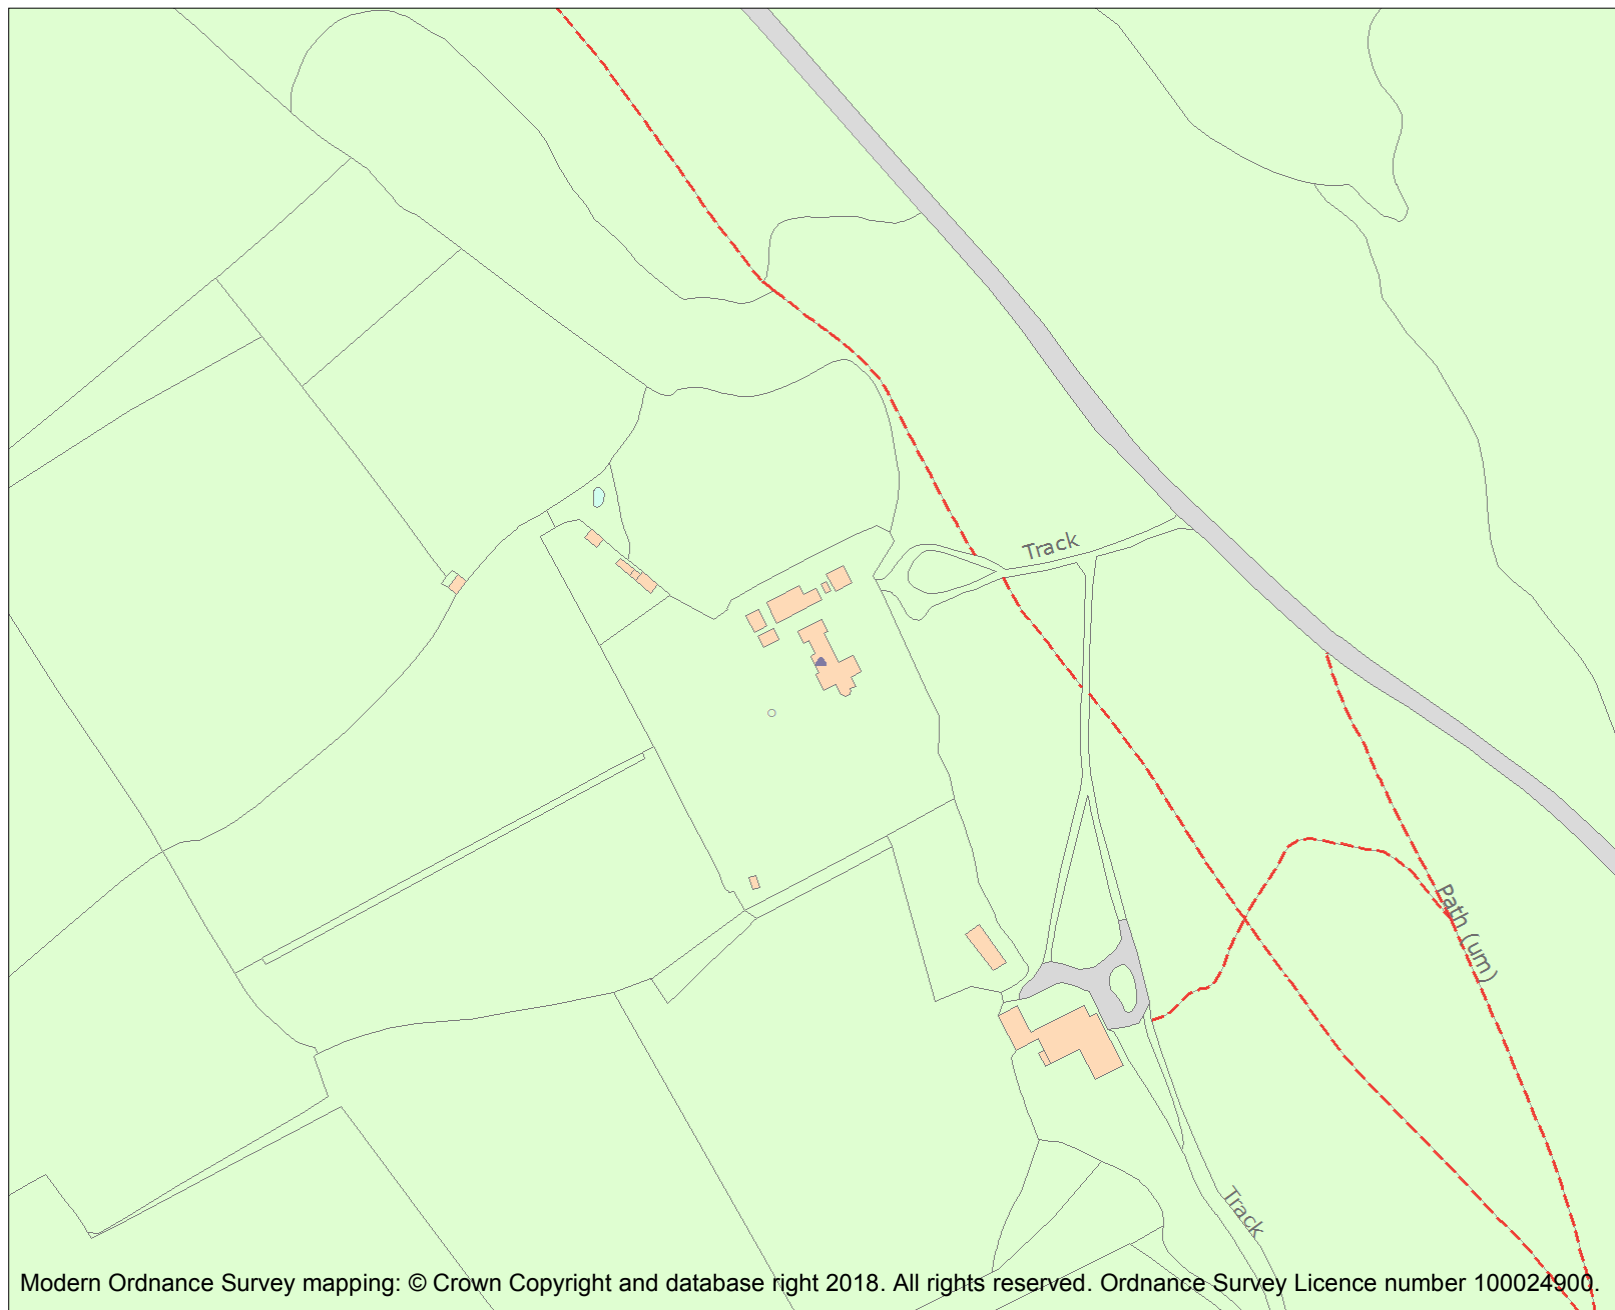 Track
Path (um)
Track
Modern Ordnance Survey mapping: © Crown Copyright and database right 2018. All rights reserved. Ordnance Survey Licence number 100024900.